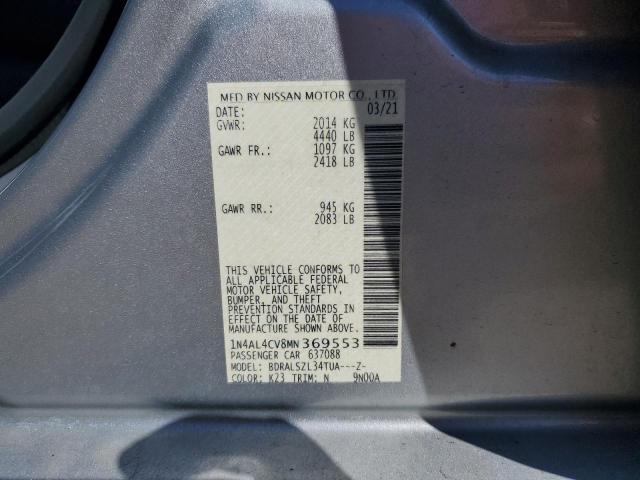 MFD BY NISSAN MOTOR CO., LTD.
DATE: 03/21
GVWR: 2014 KG
4440 LB
GAWR FR.: 1097 KG
2418 LB
GAWR RR.: 945 KG
2083 LB
THIS VEHICLE CONFORMS TO
ALL APPLICABLE FEDERAL
MOTOR VEHICLE SAFETY,
BUMPER, AND THEFT
PREVENTION STANDARDS IN
EFFECT ON THE DATE OF
MANUFACTURE SHOWN ABOVE.
1N4AL4CV8MN369553
PASSENGER CAR 637088
MODEL: BDRALSZL34TUA---Z-
COLOR: K23 TRIM: N 9N00A